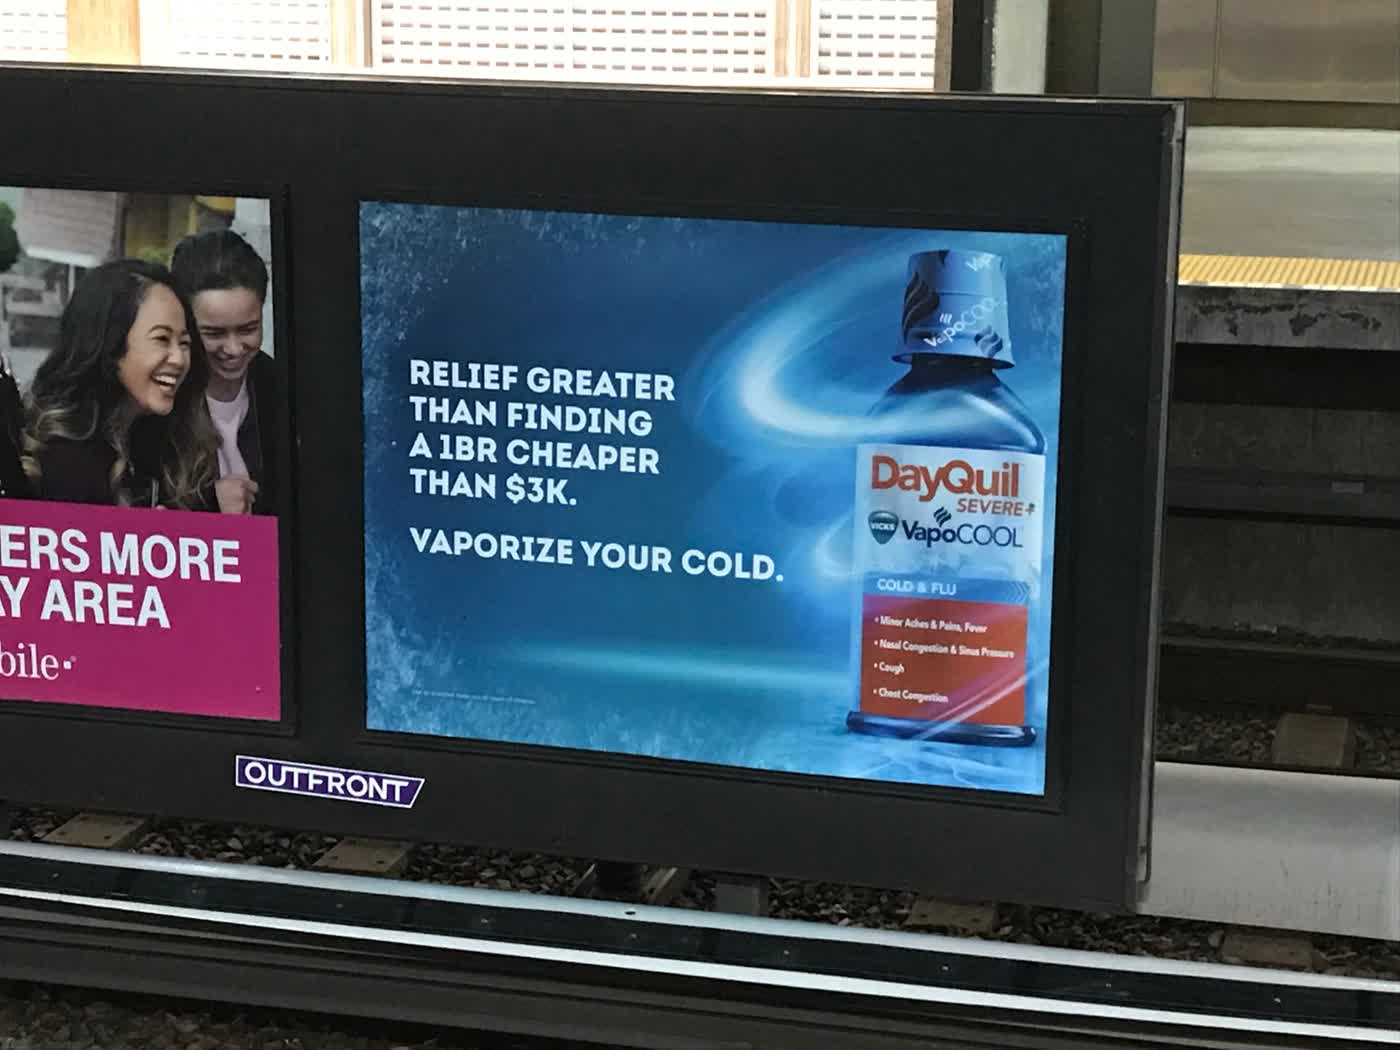 ERS MORE
Y AREA
bile
RELIEF GREATER
THAN FINDING
A 1BR CHEAPER
THAN $3K.
VAPORIZE YOUR COLD.
Vap
VapoCOOL
DayQuil
SEVERE+
VICKS VapoCOOL
COLD & FLU
• Minor Aches & Pains, Fever
• Nasal Congestion & Sinus Pressure
• Cough
• Chest Congestion
OUTFRONT